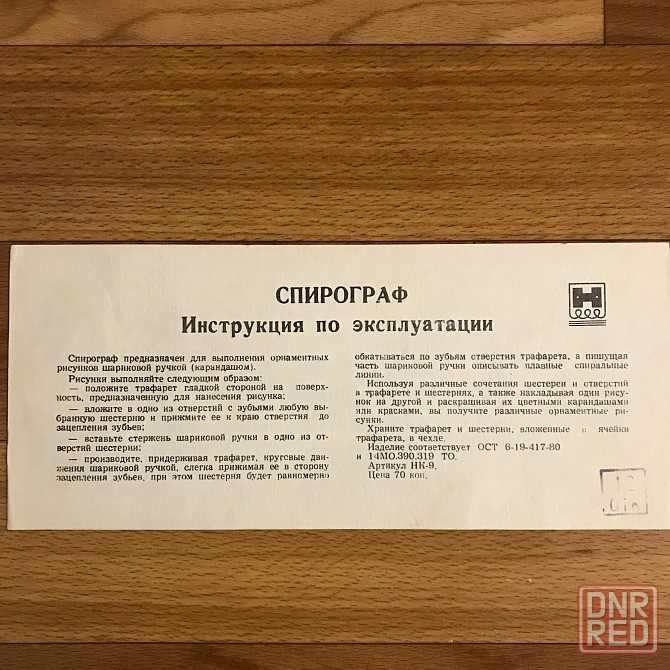 СПИРОГРАФ
Инструкция по эксплуатации
Спирограф предназначен для выполнения орнаментных
рисунков шариковой ручкой (карандашом).
Рисунки выполняйте следующим образом:
— положите трафарет гладкой стороной на поверх-
ность, предназначенную для нанесения рисунка;
— вложите в одно из отверстий с зубьями любую вы-
бранную шестерню и прижмите ее к краю отверстия до
зацепления зубьев;
— вставьте стержень шариковой ручки в одно из от-
верстий шестерни;
— производите, придерживая трафарет, круговые дви-
жения шариковой ручкой, слегка прижимая ее в сторону
зацепления зубьев, при этом шестерня будет равномерно
обкатываться по зубьям отверстия трафарета, а пишущая
часть шариковой ручки описывать плавные спиральные
линии.
Используя различные сочетания шестерен и отверстий
в трафарете и шестернях, а также накладывая один рису-
нок на другой и раскрашивая их цветными карандашами
или красками, вы получите различные орнаментные ри-
сунки.
Храните трафарет и шестерни, вложенные в ячейки
трафарета, в чехле.
Изделие соответствует ОСТ 6-19-417-80
и 14МО.390.319 ТО.
Артикул НК-9.
Цена 70 коп.
DNR
RED